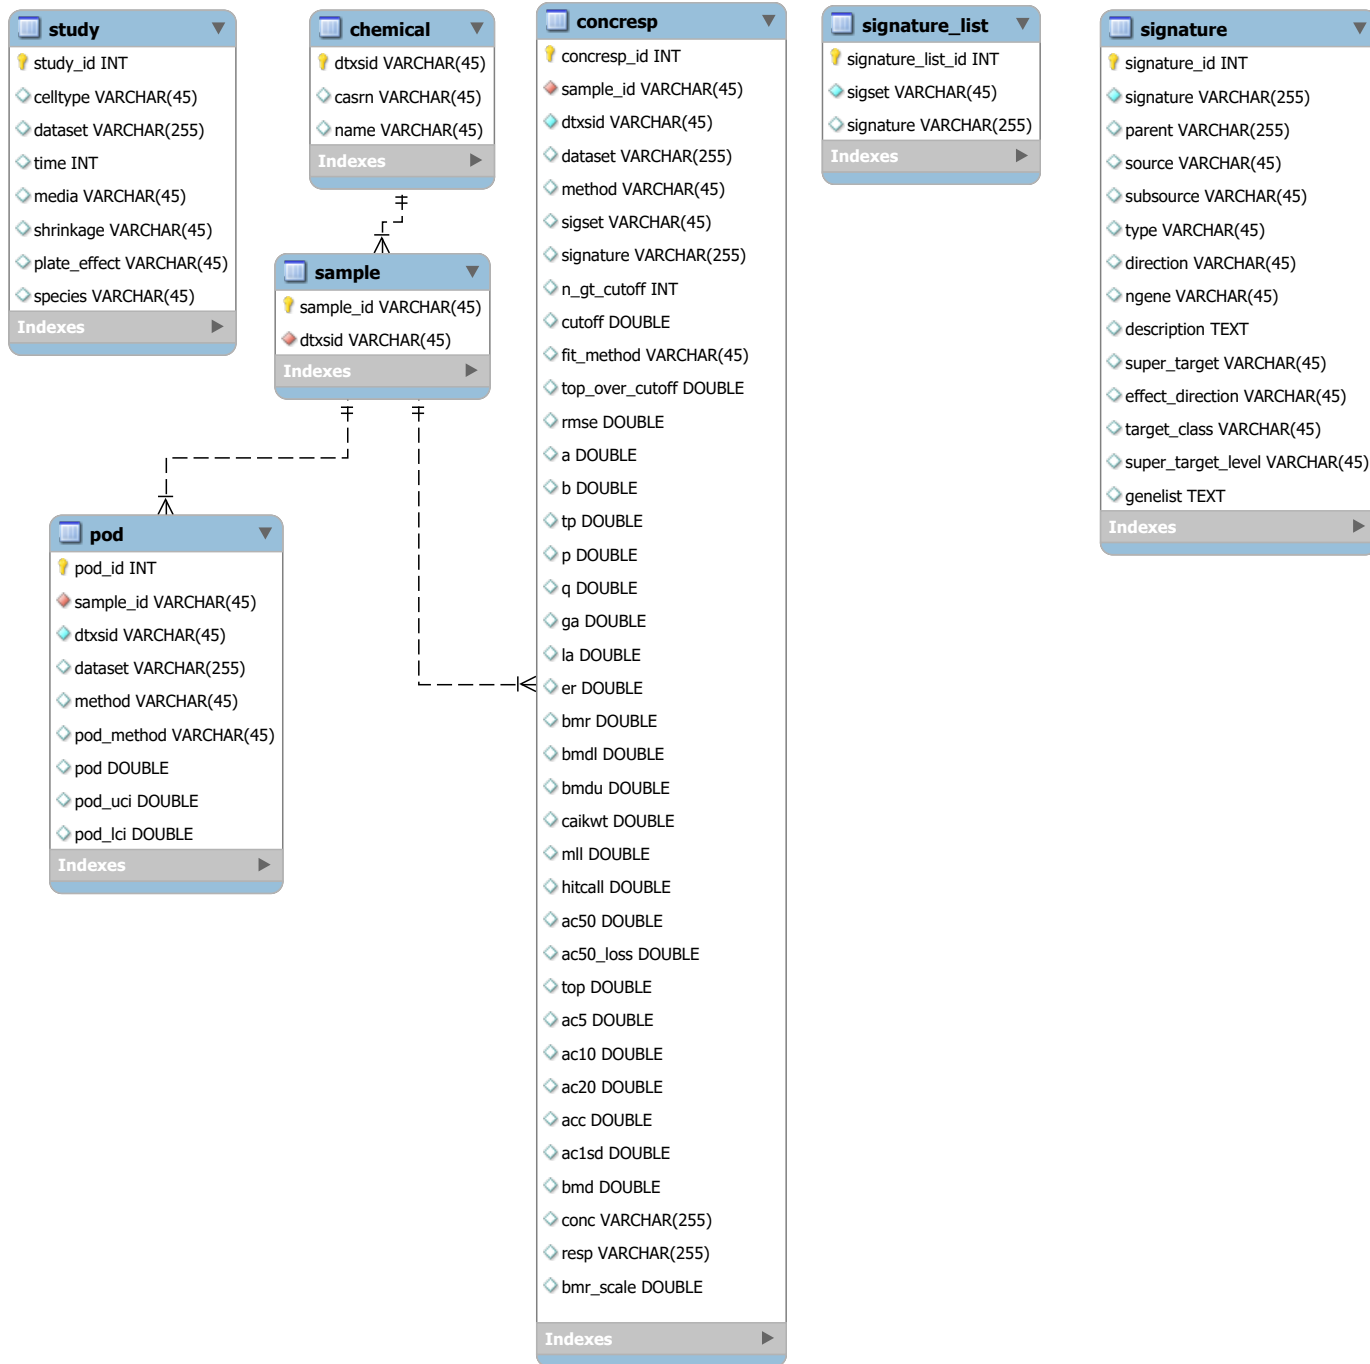 study
study_id INT
celltype VARCHAR(45)
dataset VARCHAR(255)
time INT
media VARCHAR(45)
shrinkage VARCHAR(45)
plate_effect VARCHAR(45)
species VARCHAR(45)
Indexes
chemical
dtxsid VARCHAR(45)
casrn VARCHAR(45)
name VARCHAR(45)
Indexes
sample
sample_id VARCHAR(45)
dtxsid VARCHAR(45)
Indexes
pod
pod_id INT
sample_id VARCHAR(45)
dtxsid VARCHAR(45)
dataset VARCHAR(255)
method VARCHAR(45)
pod_method VARCHAR(45)
pod DOUBLE
pod_uci DOUBLE
pod_lci DOUBLE
Indexes
concresp
concresp_id INT
sample_id VARCHAR(45)
dtxsid VARCHAR(45)
dataset VARCHAR(255)
method VARCHAR(45)
sigset VARCHAR(45)
signature VARCHAR(255)
n_gt_cutoff INT
cutoff DOUBLE
fit_method VARCHAR(45)
top_over_cutoff DOUBLE
rmse DOUBLE
a DOUBLE
b DOUBLE
tp DOUBLE
p DOUBLE
q DOUBLE
ga DOUBLE
la DOUBLE
er DOUBLE
bmr DOUBLE
bmdl DOUBLE
bmdu DOUBLE
caikwt DOUBLE
mll DOUBLE
hitcall DOUBLE
ac50 DOUBLE
ac50_loss DOUBLE
top DOUBLE
ac5 DOUBLE
ac10 DOUBLE
ac20 DOUBLE
acc DOUBLE
ac1sd DOUBLE
bmd DOUBLE
conc VARCHAR(255)
resp VARCHAR(255)
bmr_scale DOUBLE
Indexes
signature_list
signature_list_id INT
sigset VARCHAR(45)
signature VARCHAR(255)
Indexes
signature
signature_id INT
signature VARCHAR(255)
parent VARCHAR(255)
source VARCHAR(45)
subsource VARCHAR(45)
type VARCHAR(45)
direction VARCHAR(45)
ngene VARCHAR(45)
description TEXT
super_target VARCHAR(45)
effect_direction VARCHAR(45)
target_class VARCHAR(45)
super_target_level VARCHAR(45)
genelist TEXT
Indexes